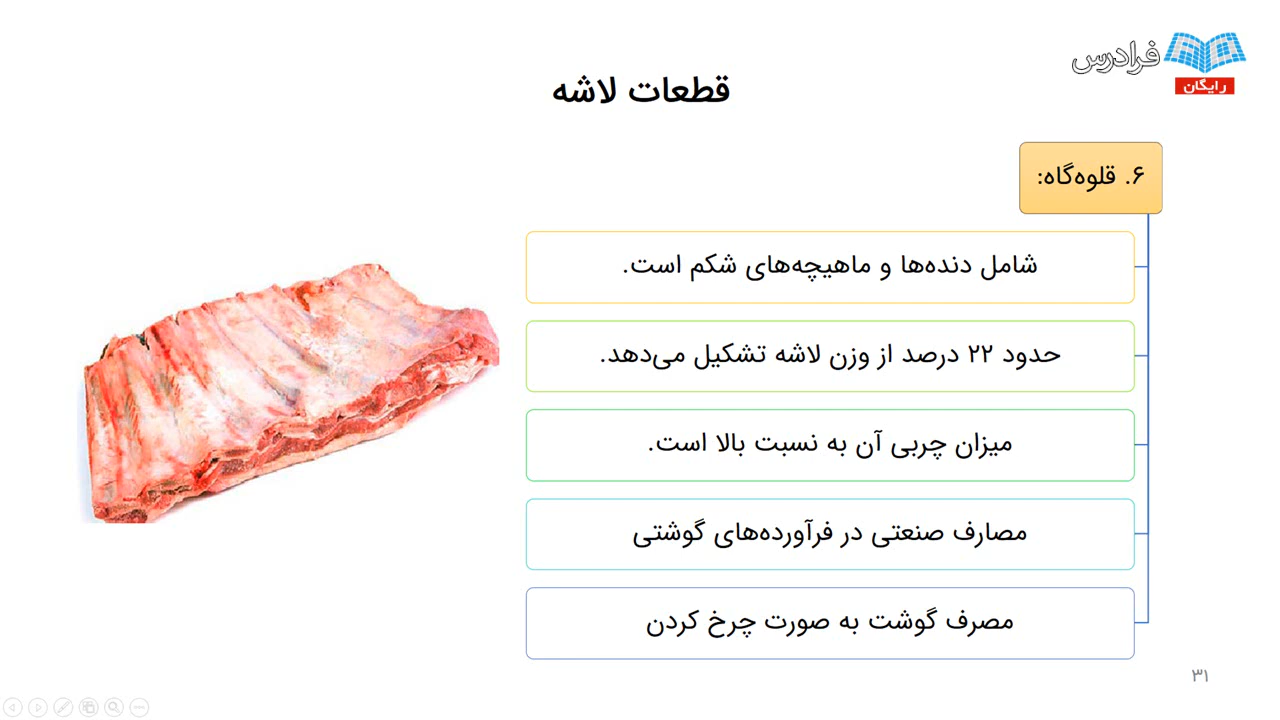 فرادرس
رایگان
قطعات لاشه
۶. قلوه‌گاه:
شامل دنده‌ها و ماهیچه‌های شکم است.
حدود ۲۲ درصد از وزن لاشه تشکیل می‌دهد.
میزان چربی آن به نسبت بالا است.
مصارف صنعتی در فرآورده‌های گوشتی
مصرف گوشت به صورت چرخ کردن
۳۱